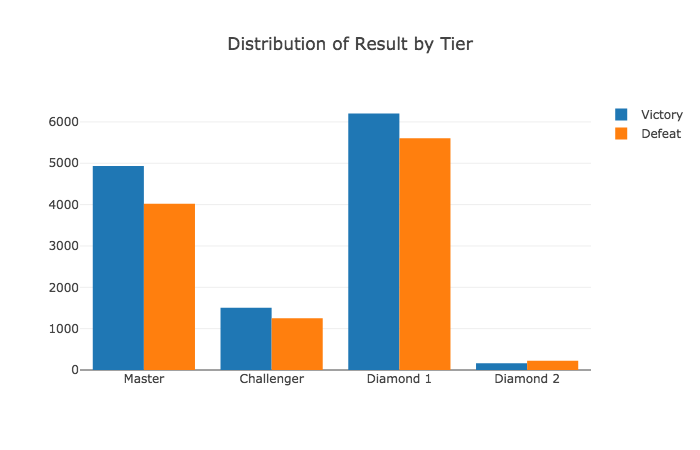 Distribution of Result by Tier
Victory
Defeat
6000
5000
4000
3000
2000
1000
0
Master
Challenger
Diamond 1
Diamond 2